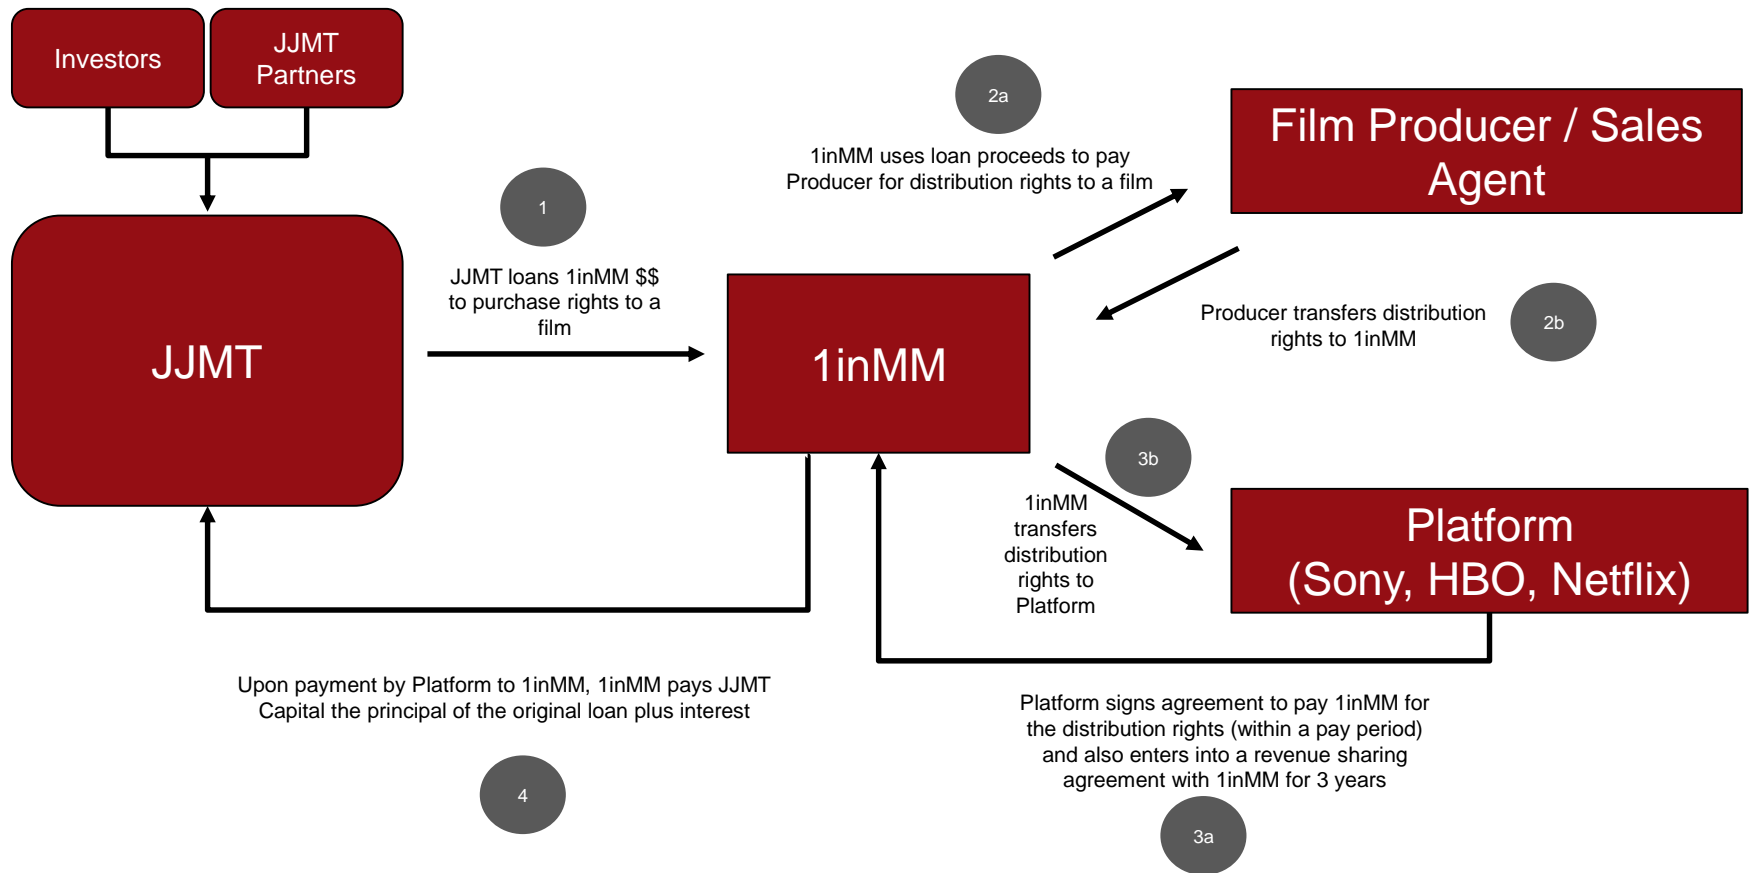 Investors
JJMT
Partners
JJMT
1
JJMT loans 1inMM $$
to purchase rights to a
film
1inMM
2a
1inMM uses loan proceeds to pay
Producer for distribution rights to a film
Film Producer / Sales
Agent
Producer transfers distribution
rights to 1inMM
2b
3b
1inMM
transfers
distribution
rights to
Platform
Platform
(Sony, HBO, Netflix)
Platform signs agreement to pay 1inMM for
the distribution rights (within a pay period)
and also enters into a revenue sharing
agreement with 1inMM for 3 years
3a
Upon payment by Platform to 1inMM, 1inMM pays JJMT
Capital the principal of the original loan plus interest
4